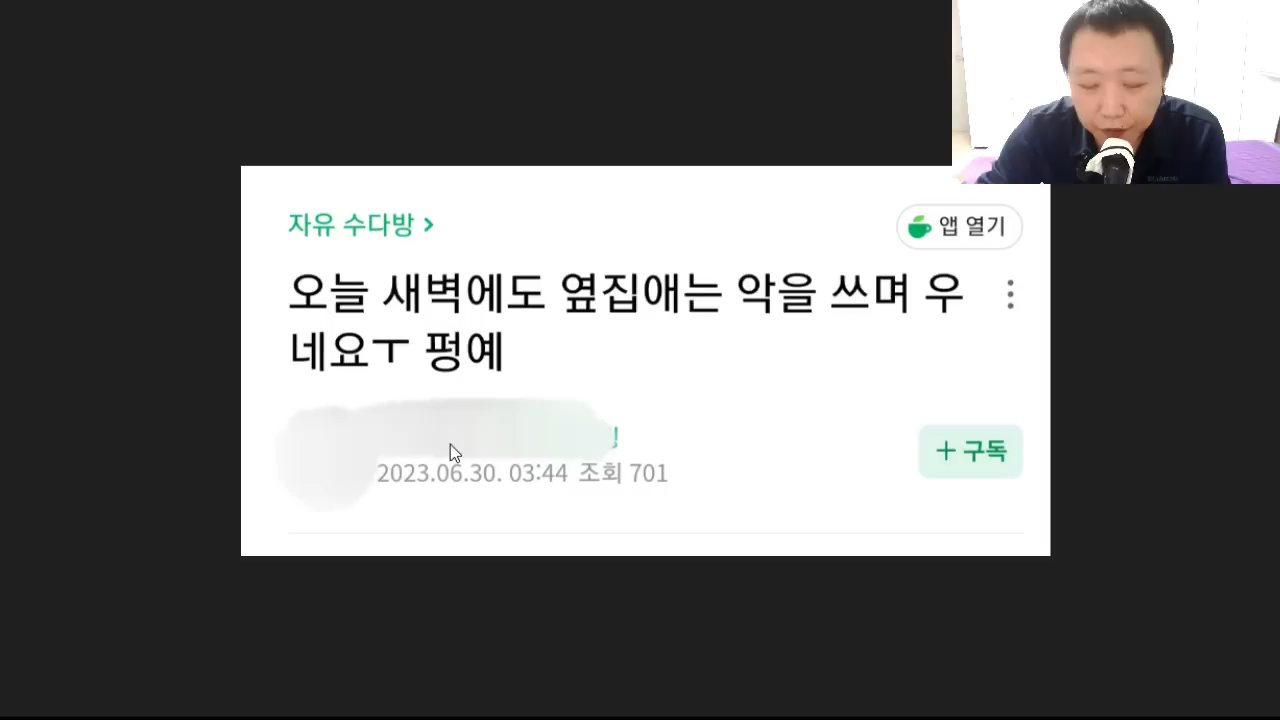 자유 수다방
앱 열기
오늘 새벽에도 옆집애는 악을 쓰며 우
네요ㅜ 펑예
2023.06.30. 03:44 조회 701
+ 구독